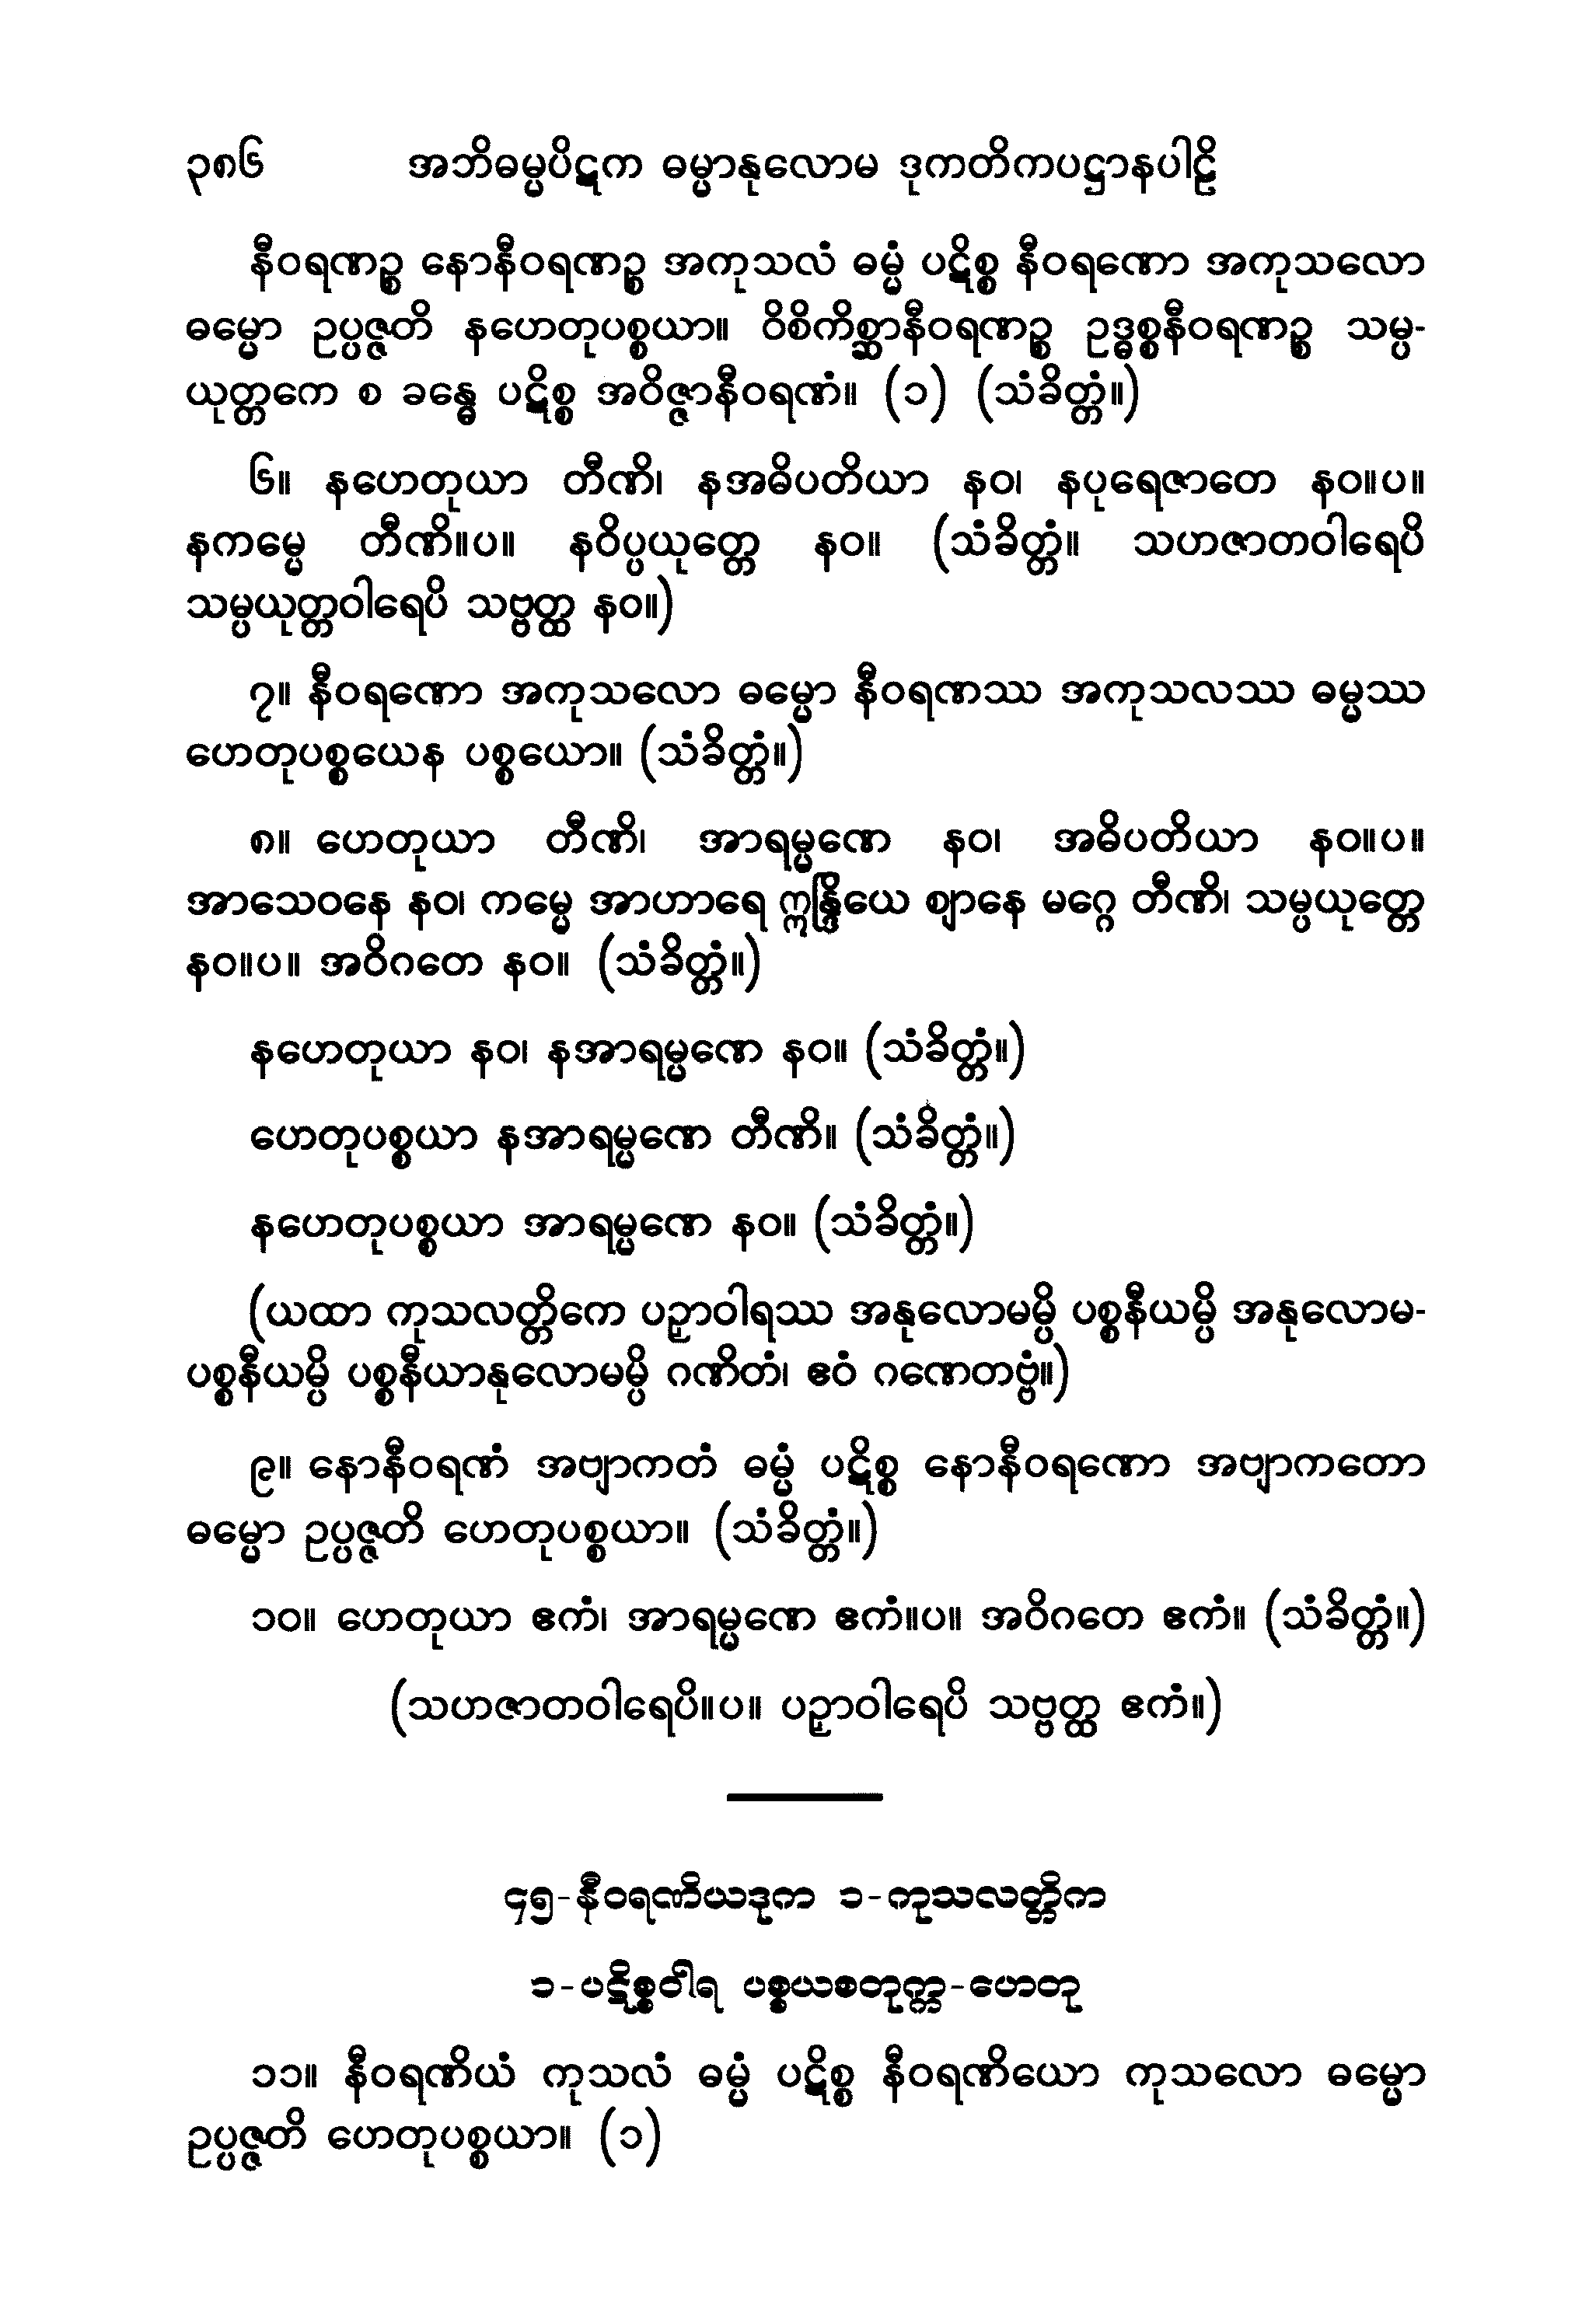 ၃၈၆ အဘိဓမ္မပိဋက ဓမ္မာနုလောမ ဒုကတိကပဋ္ဌာနပါဠိ
နီဝရဏဉ္စ နောနီဝရဏဉ္စ အကုသလံ ဓမ္မံ ပဋိစ္စ နီဝရဏော အကုသလော
ဓမ္မော ဥပ္ပဇ္ဇတိ နဟေတုပစ္စယာ။ ဝိစိကိစ္ဆာနီဝရဏဉ္စ ဥဒ္ဓစ္စနီဝရဏဉ္စ သမ္ပ-
ယုတ္တကေ စ ခန္ဓေ ပဋိစ္စ အဝိဇ္ဇာနီဝရဏံ။ (၁) (သံခိတ္တံ။)
၆။ နဟေတုယာ တီဏိ၊ နအဓိပတိယာ နဝ၊ နပုရေဇာတေ နဝ။ပ။
နကမ္မေ တီဏိ။ပ။ နဝိပ္ပယုတ္တေ နဝ။ (သံခိတ္တံ။ သဟဇာတဝါရေပိ
သမ္ပယုတ္တဝါရေပိ သဗ္ဗတ္ထ နဝ။)
၇။ နီဝရဏော အကုသလော ဓမ္မော နီဝရဏဿ အကုသလဿ ဓမ္မဿ
ဟေတုပစ္စယေန ပစ္စယော။ (သံခိတ္တံ။)
၈။ ဟေတုယာ တီဏိ၊ အာရမ္မဏေ နဝ၊ အဓိပတိယာ နဝ။ပ။
အာသေဝနေ နဝ၊ ကမ္မေ အာဟာရေ ဣန္ဒြိယေ ဈာနေ မဂ္ဂေ တီဏိ၊ သမ္ပယုတ္တေ
နဝ။ပ။ အဝိဂတေ နဝ။ (သံခိတ္တံ။)
နဟေတုယာ နဝ၊ နအာရမ္မဏေ နဝ။ (သံခိတ္တံ။)
ဟေတုပစ္စယာ နအာရမ္မဏေ တီဏိ။ (သံခိတ္တံ။)
နဟေတုပစ္စယာ အာရမ္မဏေ နဝ။ (သံခိတ္တံ။)
(ယထာ ကုသလတ္တိကေ ပဉှာဝါရဿ အနုလောမမ္ပိ ပစ္စနီယမ္ပိ အနုလောမ-
ပစ္စနီယမ္ပိ ပစ္စနီယာနုလောမမ္ပိ ဂဏိတံ၊ ဧဝံ ဂဏေတဗ္ဗံ။)
၉။ နောနီဝရဏံ အဗျာကတံ ဓမ္မံ ပဋိစ္စ နောနီဝရဏော အဗျာကတော
ဓမ္မော ဥပ္ပဇ္ဇတိ ဟေတုပစ္စယာ။ (သံခိတ္တံ။)
၁၀။ ဟေတုယာ ဧကံ၊ အာရမ္မဏေ ဧကံ။ပ။ အဝိဂတေ ဧကံ။ (သံခိတ္တံ။)
(သဟဇာတဝါရေပိ။ပ။ ပဉှာဝါရေပိ သဗ္ဗတ္ထ ဧကံ။)
၄၅-နီဝရဏိယဒုက ၁-ကုသလတ္တိက
၁-ပဋိစ္စဝါရ ပစ္စယစတုက္က-ဟေတု
၁၁။ နီဝရဏိယံ ကုသလံ ဓမ္မံ ပဋိစ္စ နီဝရဏိယော ကုသလော ဓမ္မော
ဥပ္ပဇ္ဇတိ ဟေတုပစ္စယာ။ (၁)